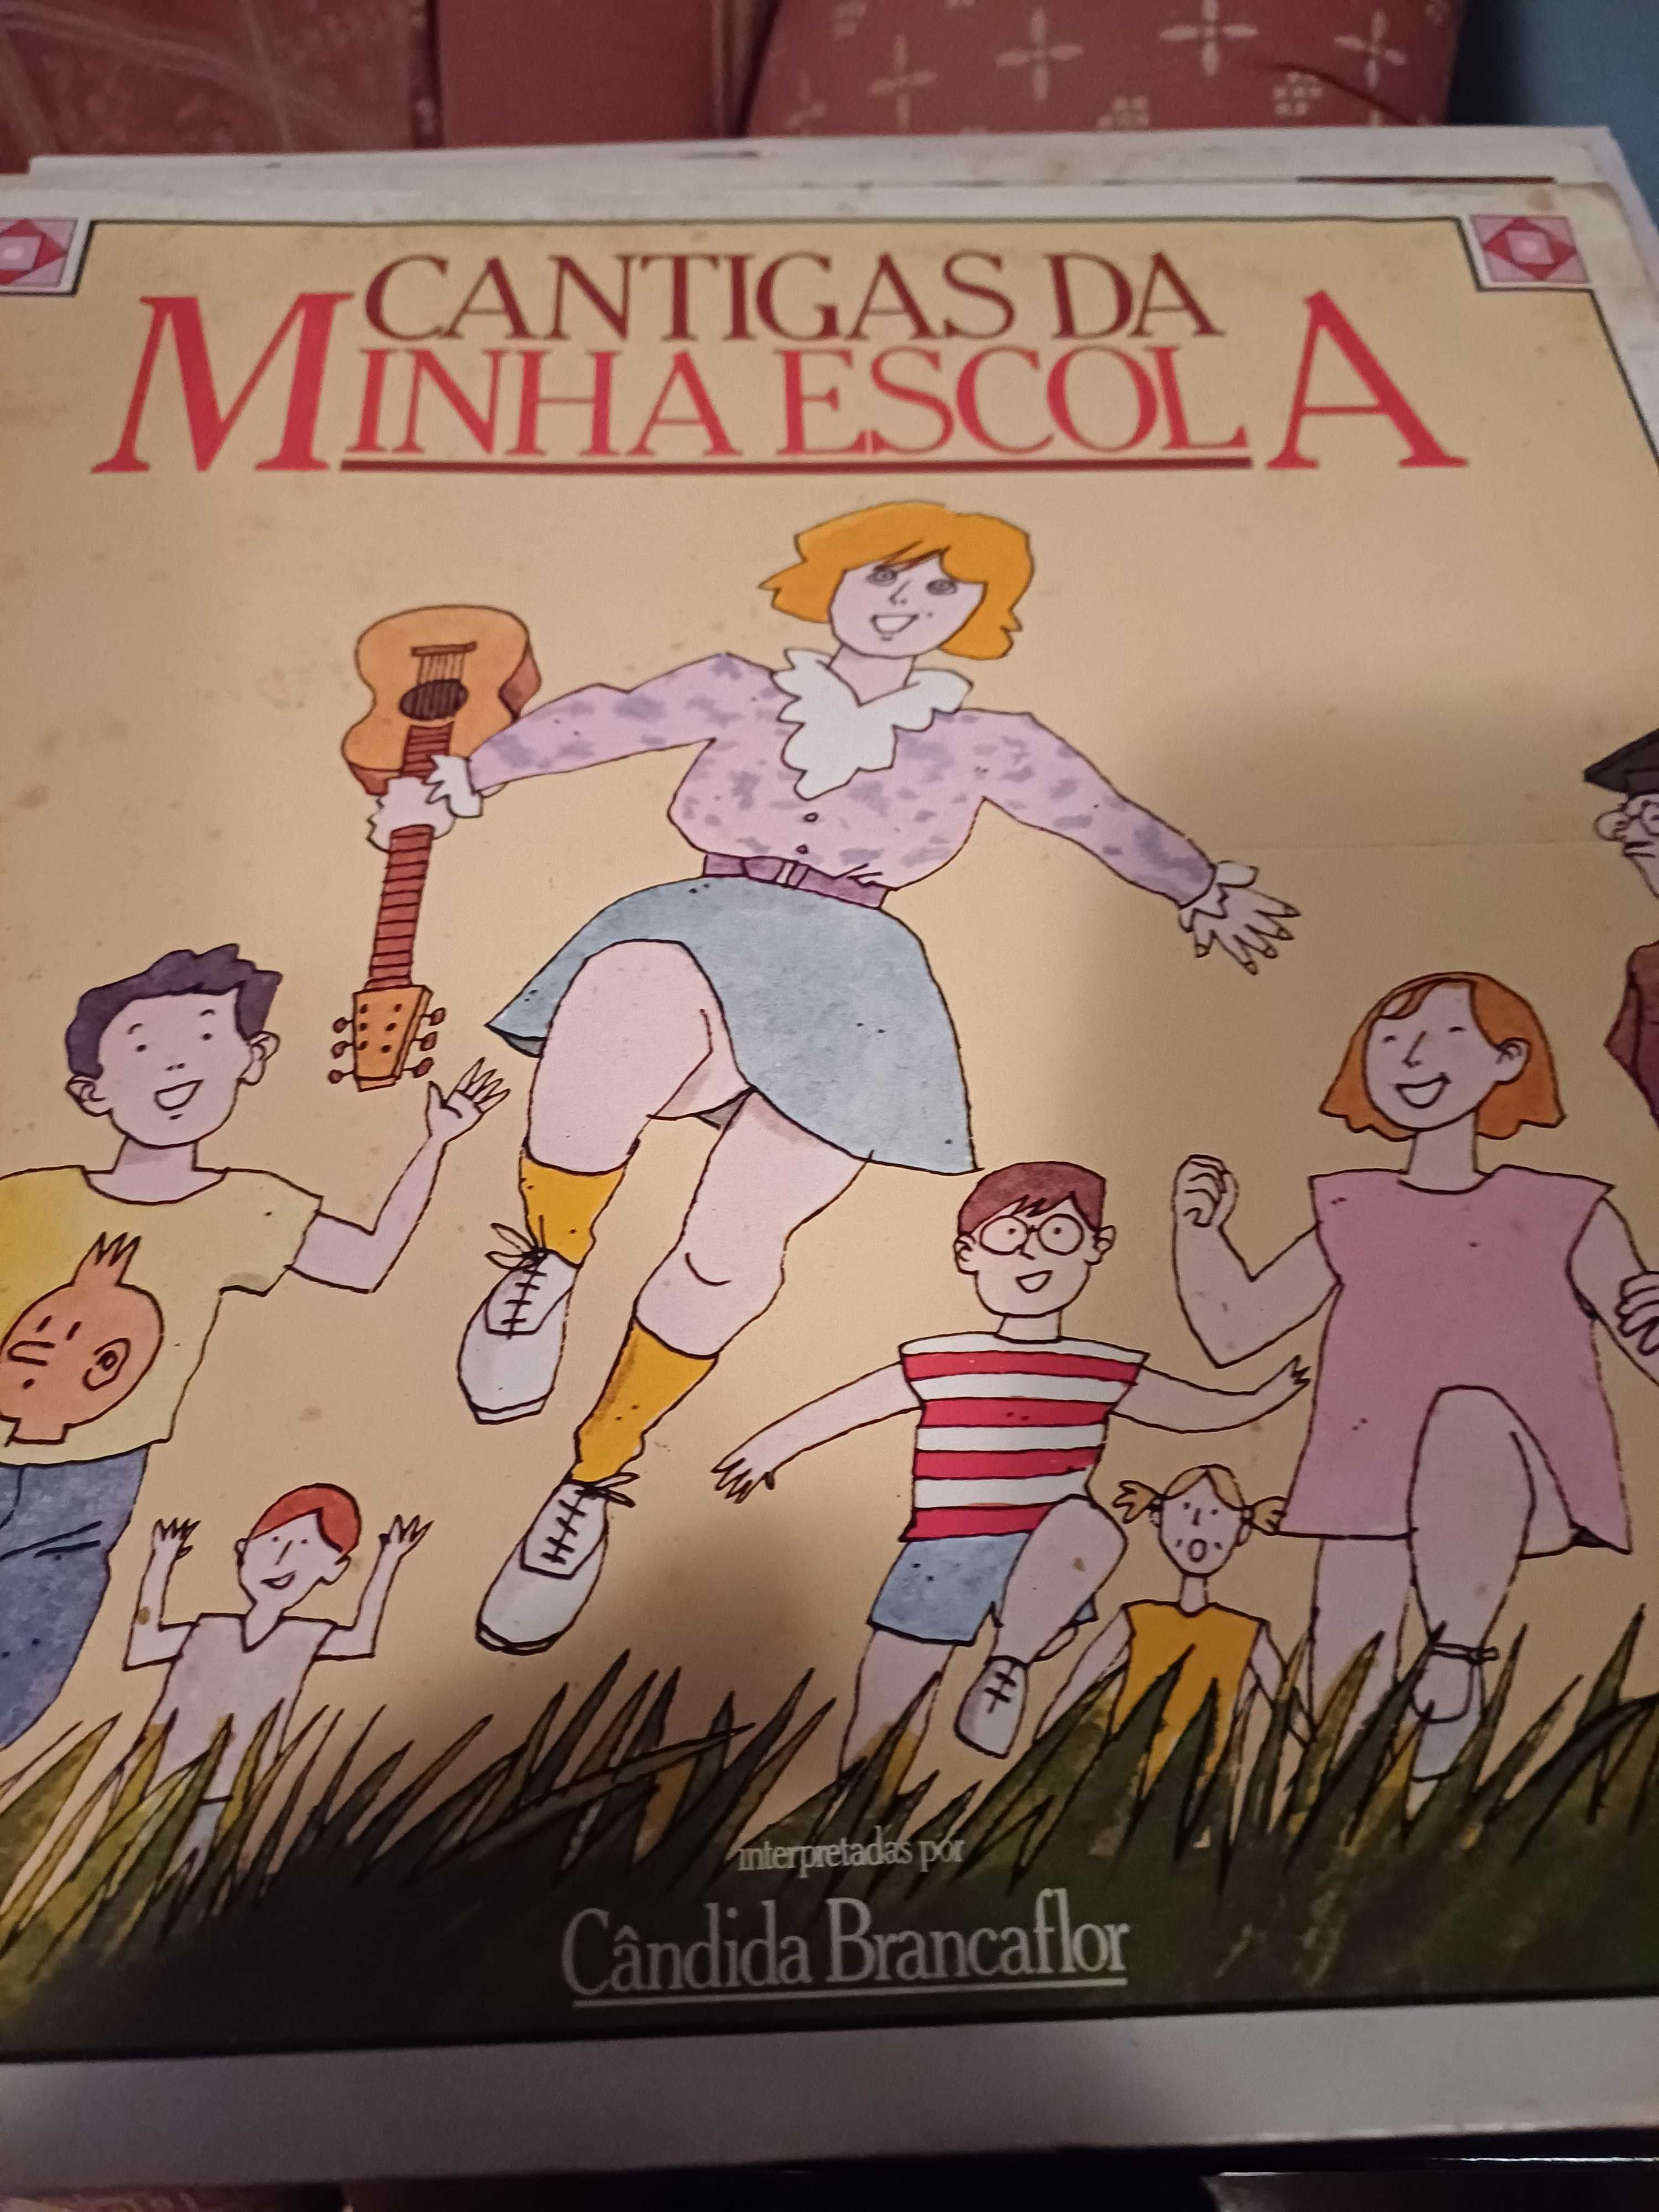 CANTIGAS DA
MINHA ESCOLA
interpretadas por
Cândida Brancaflor